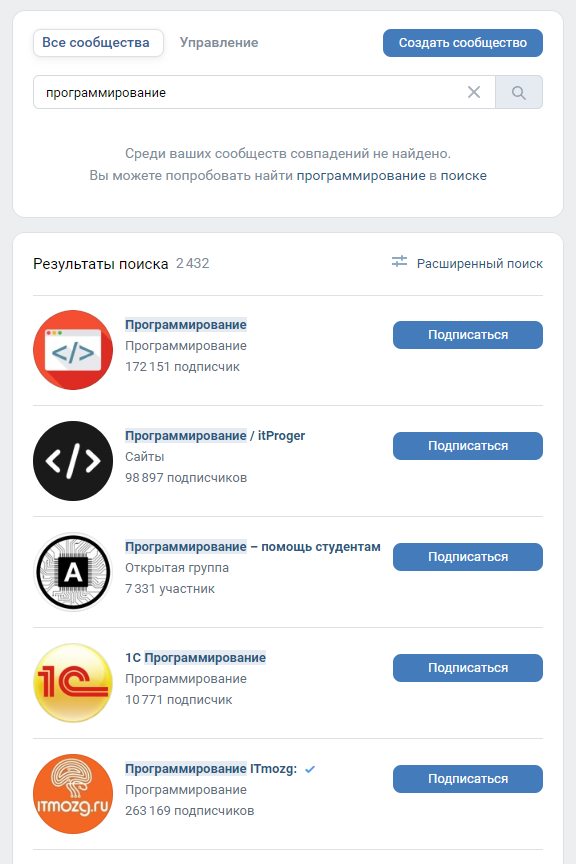 Все сообщества Управление Создать сообщество
программирование
Среди ваших сообществ совпадений не найдено.
Вы можете попробовать найти программирование в поиске
Результаты поиска 2 432 Расширенный поиск
</>
Программирование
Программирование
172 151 подписчик
Подписаться
</>
Программирование / itProger
Сайты
98 897 подписчиков
Подписаться
A
Программирование – помощь студентам
Открытая группа
7 331 участник
Подписаться
1С
1С Программирование
Программирование
10 771 подписчик
Подписаться
ITmozg.ru
Программирование ITmozg:
Программирование
263 169 подписчиков
Подписаться